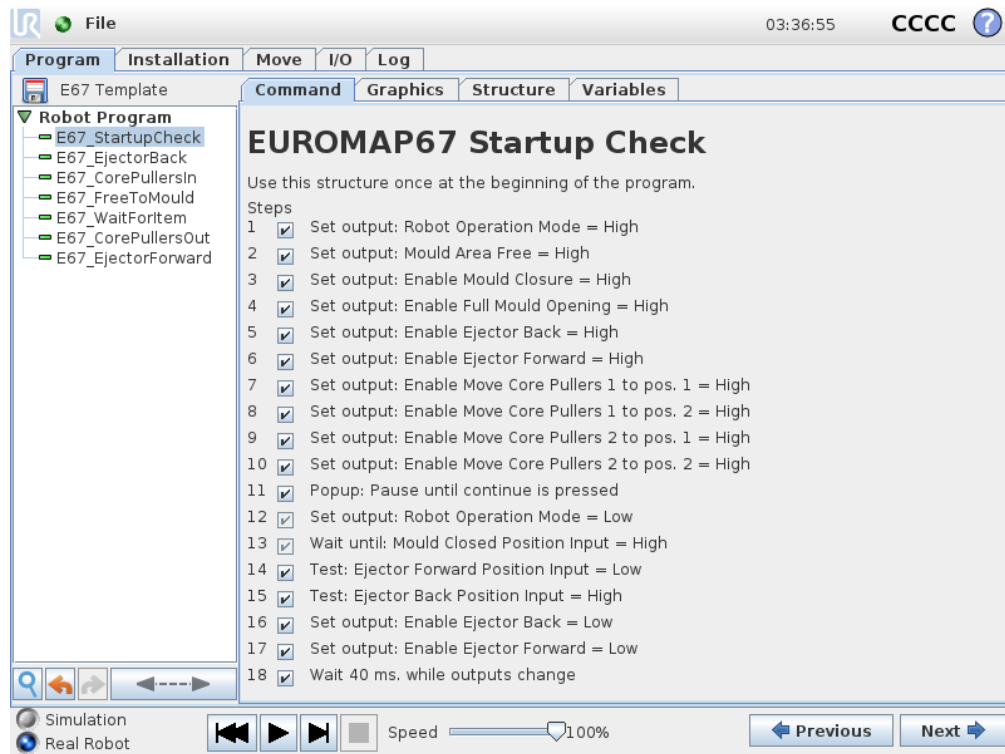 UR File 03:36:55 CCCC ?
Program Installation Move I/O Log
E67 Template
Command Graphics Structure Variables
Robot Program
E67_StartupCheck
E67_EjectorBack
E67_CorePullersIn
E67_FreeToMould
E67_WaitForItem
E67_CorePullersOut
E67_EjectorForward
EUROMAP67 Startup Check
Use this structure once at the beginning of the program.
Steps
1 Set output: Robot Operation Mode = High
2 Set output: Mould Area Free = High
3 Set output: Enable Mould Closure = High
4 Set output: Enable Full Mould Opening = High
5 Set output: Enable Ejector Back = High
6 Set output: Enable Ejector Forward = High
7 Set output: Enable Move Core Pullers 1 to pos. 1 = High
8 Set output: Enable Move Core Pullers 1 to pos. 2 = High
9 Set output: Enable Move Core Pullers 2 to pos. 1 = High
10 Set output: Enable Move Core Pullers 2 to pos. 2 = High
11 Popup: Pause until continue is pressed
12 Set output: Robot Operation Mode = Low
13 Wait until: Mould Closed Position Input = High
14 Test: Ejector Forward Position Input = Low
15 Test: Ejector Back Position Input = High
16 Set output: Enable Ejector Back = Low
17 Set output: Enable Ejector Forward = Low
18 Wait 40 ms. while outputs change
Simulation
Real Robot
Speed 100%
Previous Next